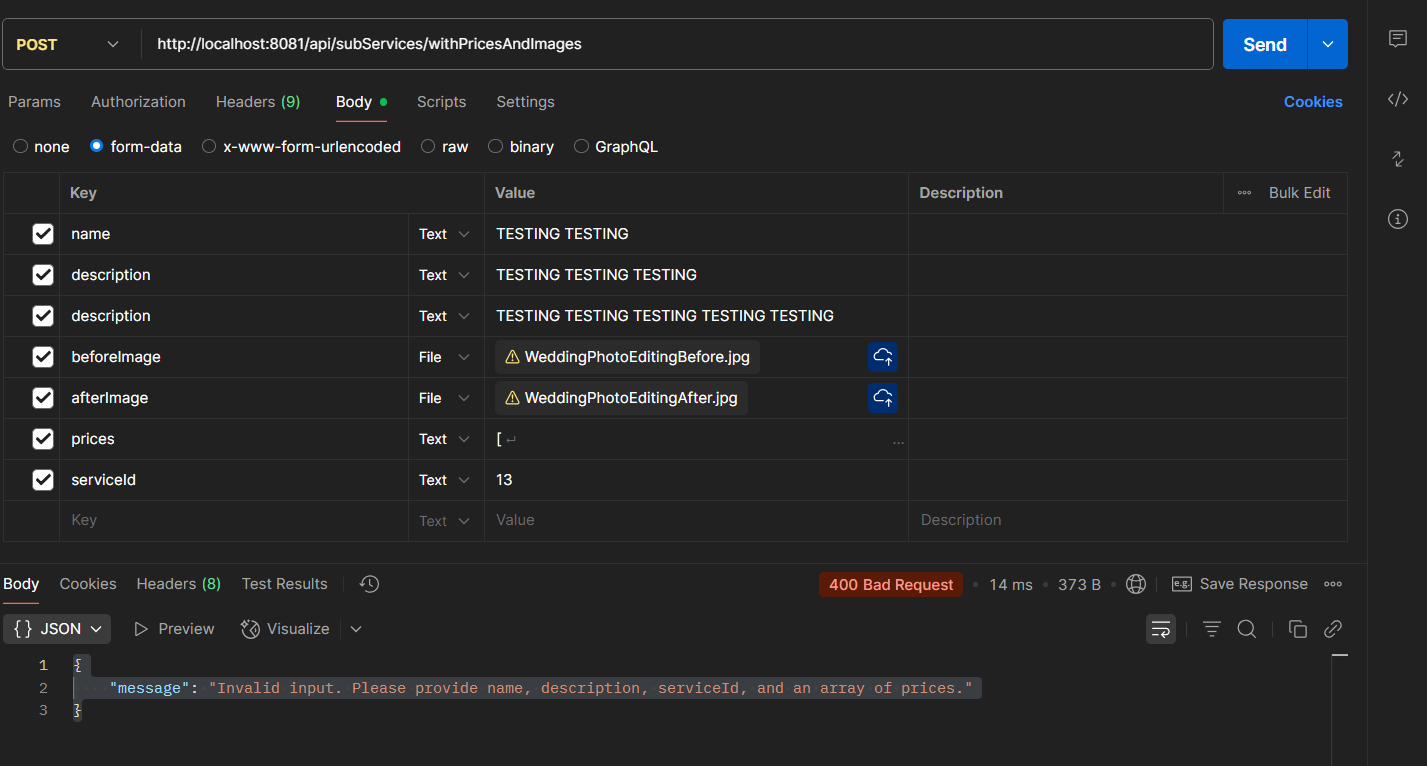 POST http://localhost:8081/api/subServices/withPricesAndImages Send
Params Authorization Headers (9) Body Scripts Settings Cookies
none form-data x-www-form-urlencoded raw binary GraphQL
Key Value Description ... Bulk Edit
name Text TESTING TESTING
description Text TESTING TESTING TESTING
description Text TESTING TESTING TESTING TESTING TESTING
beforeImage File WeddingPhotoEditingBefore.jpg
afterImage File WeddingPhotoEditingAfter.jpg
prices Text [ ↵ ...
serviceId Text 13
Key Text Value Description
Body Cookies Headers (8) Test Results 400 Bad Request 14 ms 373 B e.g. Save Response
{} JSON Preview Visualize
1 {
2 "message": "Invalid input. Please provide name, description, serviceId, and an array of prices."
3 }